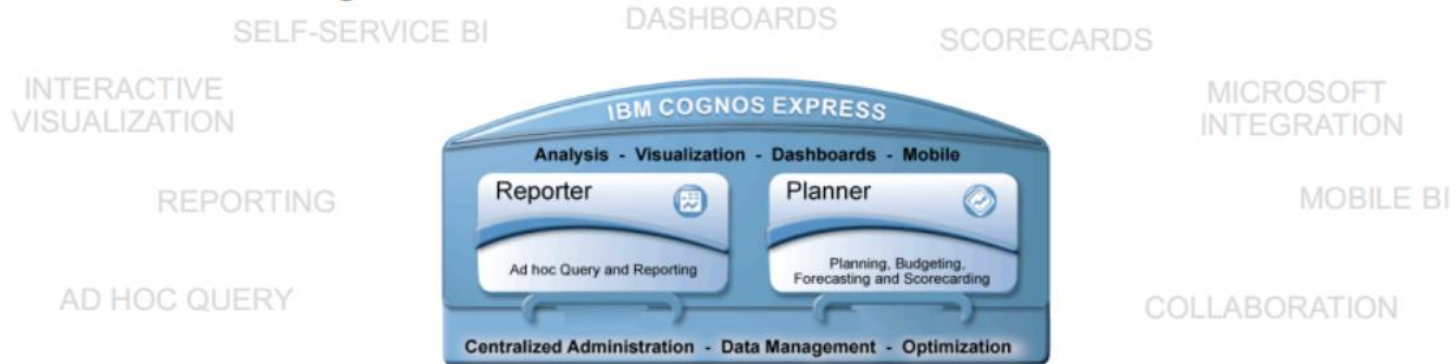 DASHBOARDS
SELF-SERVICE BI
SCORECARDS
INTERACTIVE
VISUALIZATION
MICROSOFT
INTEGRATION
IBM COGNOS EXPRESS
Analysis - Visualization - Dashboards - Mobile
Reporter
Planner
REPORTING
MOBILE BI
Ad hoc Query and Reporting
Planning, Budgeting,
Forecasting and Scorecarding
AD HOC QUERY
COLLABORATION
Centralized Administration - Data Management - Optimization